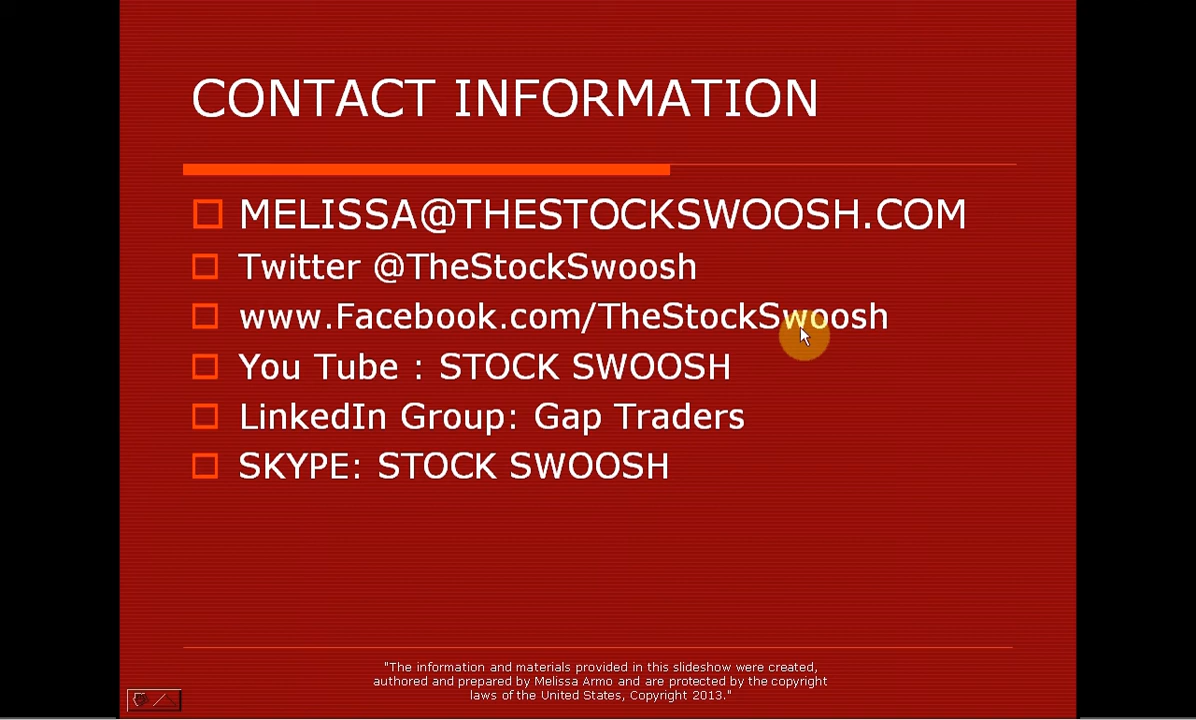 CONTACT INFORMATION
MELISSA@THESTOCKSWOOSH.COM
Twitter @TheStockSwoosh
www.Facebook.com/TheStockSwoosh
You Tube : STOCK SWOOSH
LinkedIn Group: Gap Traders
SKYPE: STOCK SWOOSH
"The information and materials provided in this slideshow were created,
authored and prepared by Melissa Armo and are protected by the copyright
laws of the United States, Copyright 2013."